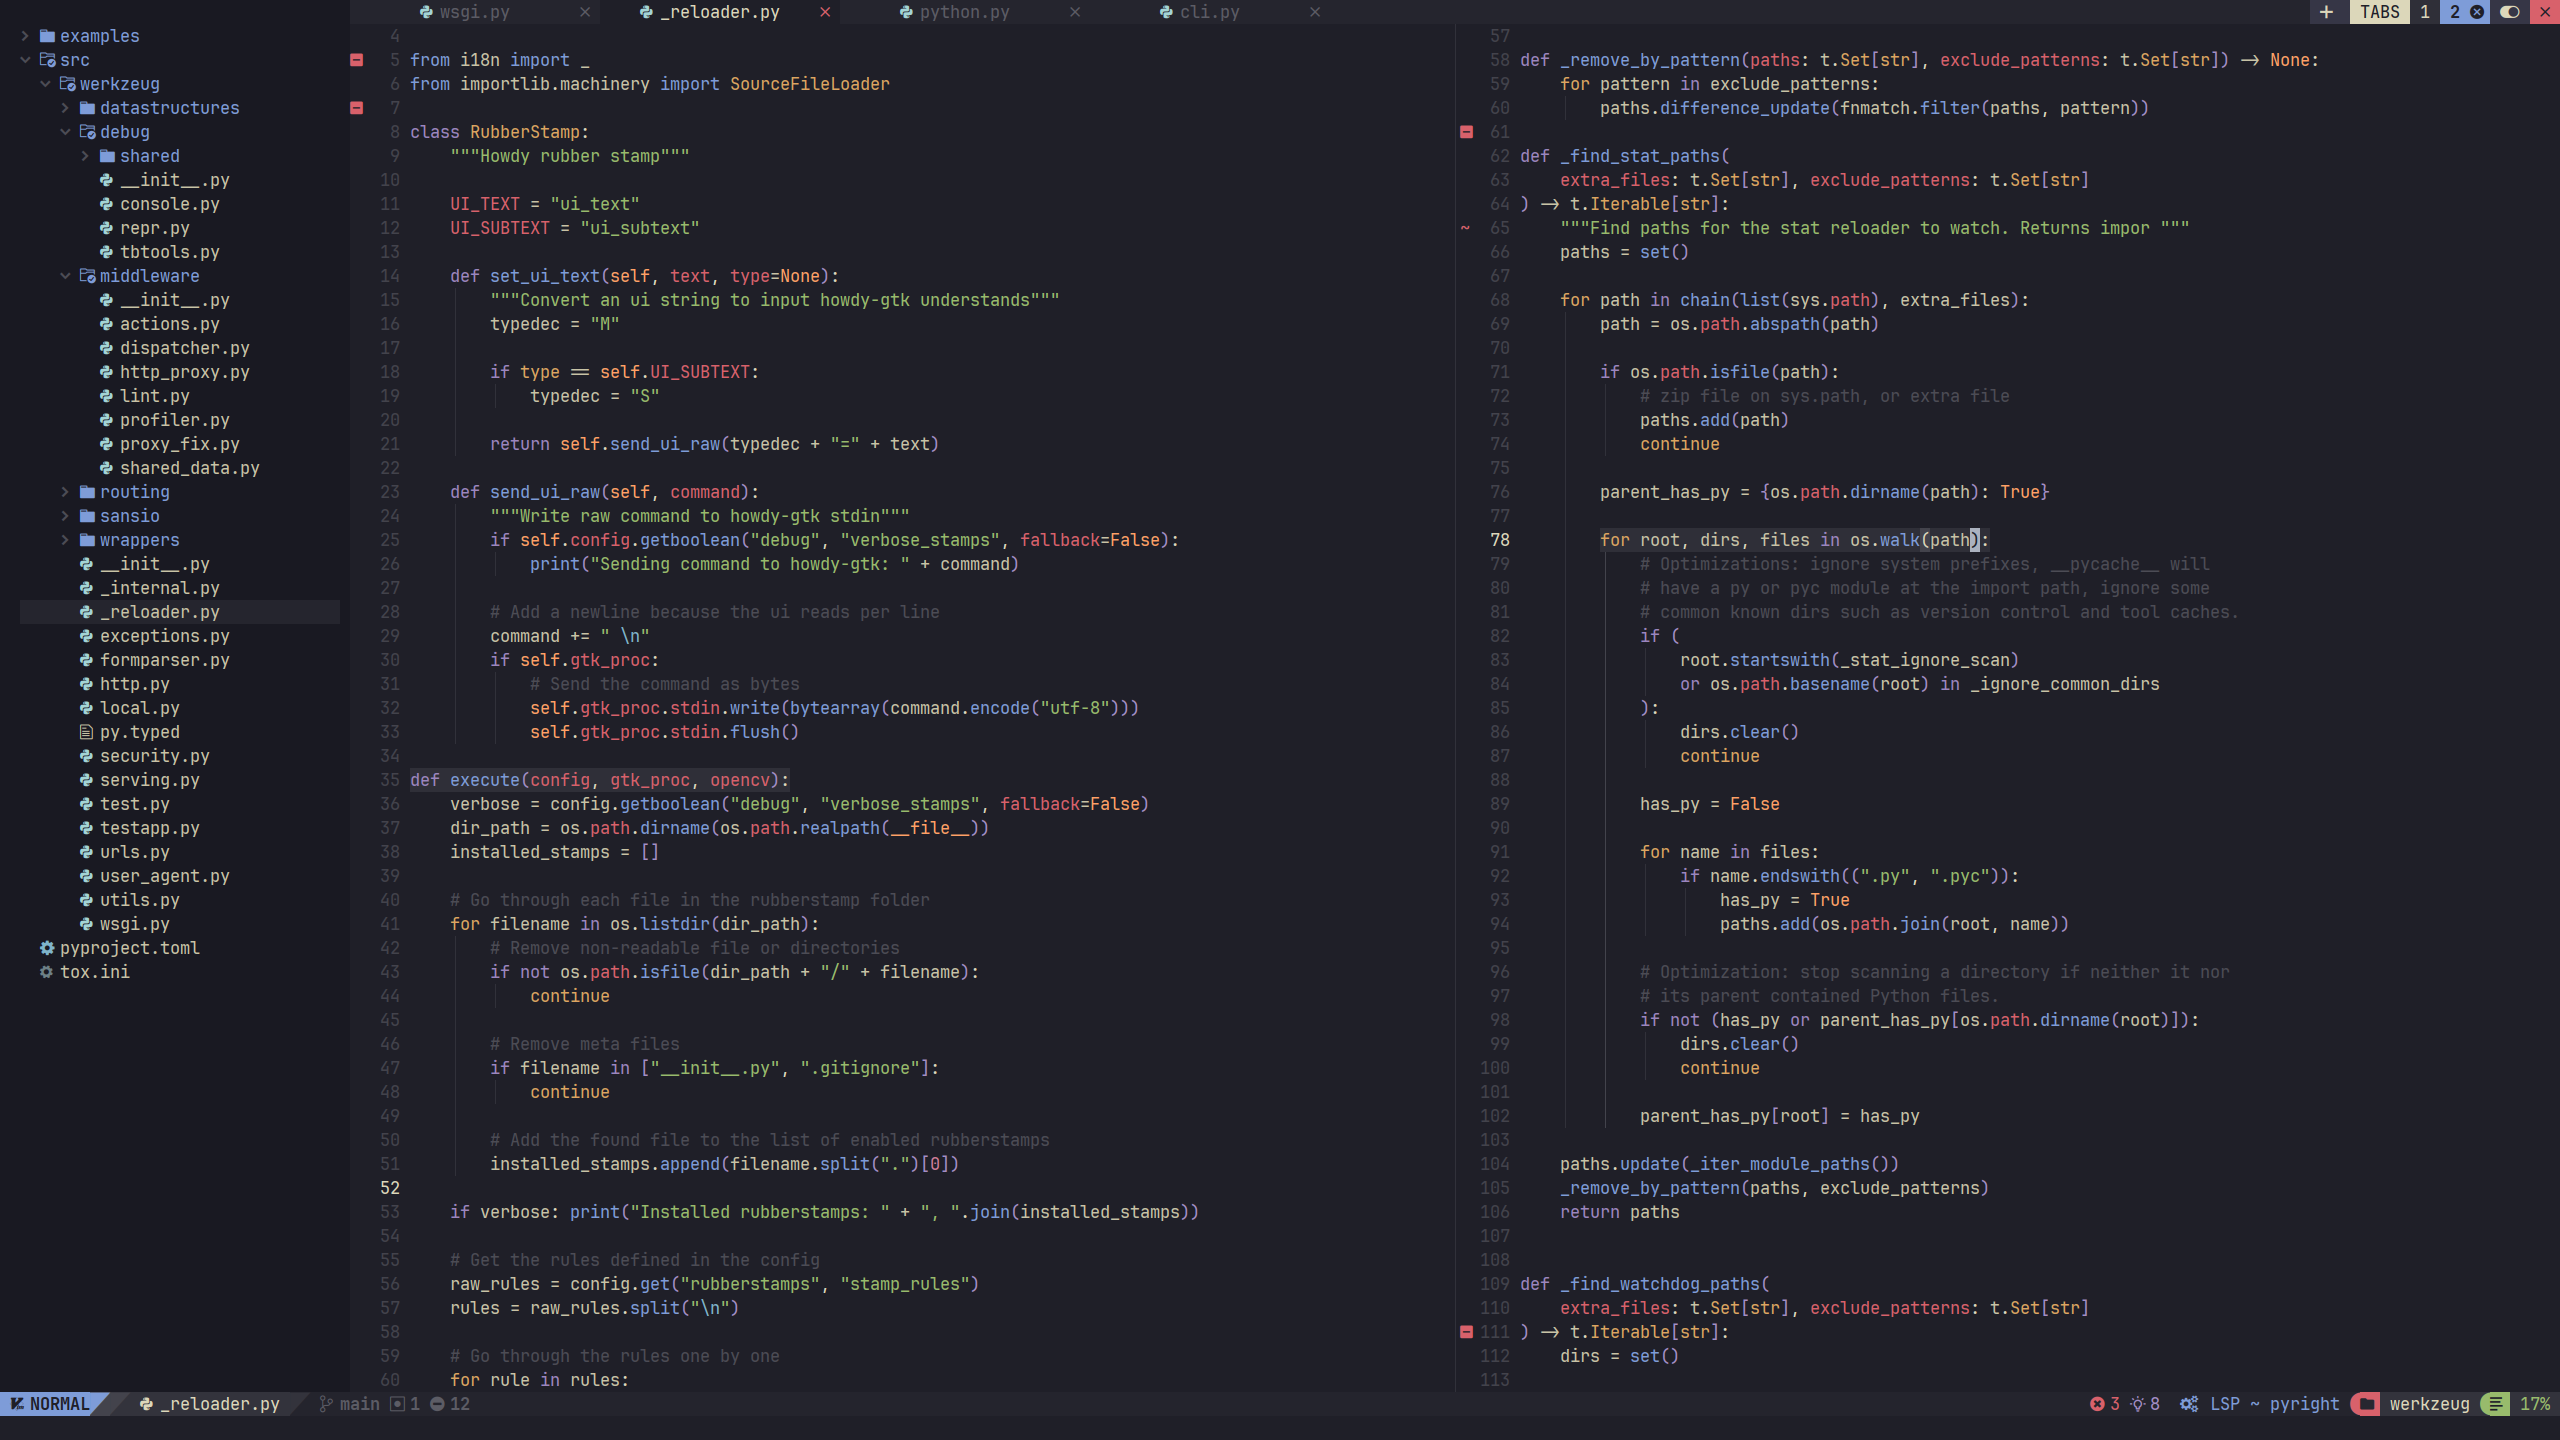 wsgi.py
_reloader.py
python.py
cli.py
TABS 1 2
examples
src
werkzeug
datastructures
debug
shared
__init__.py
console.py
repr.py
tbtools.py
middleware
__init__.py
actions.py
dispatcher.py
http_proxy.py
lint.py
profiler.py
proxy_fix.py
shared_data.py
routing
sansio
wrappers
__init__.py
_internal.py
_reloader.py
exceptions.py
formparser.py
http.py
local.py
py.typed
security.py
serving.py
test.py
testapp.py
urls.py
user_agent.py
utils.py
wsgi.py
pyproject.toml
tox.ini
4
5 from i18n import _
6 from importlib.machinery import SourceFileLoader
7
8 class RubberStamp:
9     """Howdy rubber stamp"""
10
11     UI_TEXT = "ui_text"
12     UI_SUBTEXT = "ui_subtext"
13
14     def set_ui_text(self, text, type=None):
15         """Convert an ui string to input howdy-gtk understands"""
16         typedec = "M"
17
18         if type == self.UI_SUBTEXT:
19             typedec = "S"
20
21         return self.send_ui_raw(typedec + "=" + text)
22
23     def send_ui_raw(self, command):
24         """Write raw command to howdy-gtk stdin"""
25         if self.config.getboolean("debug", "verbose_stamps", fallback=False):
26             print("Sending command to howdy-gtk: " + command)
27
28         # Add a newline because the ui reads per line
29         command += " \n"
30         if self.gtk_proc:
31             # Send the command as bytes
32             self.gtk_proc.stdin.write(bytearray(command.encode("utf-8")))
33             self.gtk_proc.stdin.flush()
34
35 def execute(config, gtk_proc, opencv):
36     verbose = config.getboolean("debug", "verbose_stamps", fallback=False)
37     dir_path = os.path.dirname(os.path.realpath(__file__))
38     installed_stamps = []
39
40     # Go through each file in the rubberstamp folder
41     for filename in os.listdir(dir_path):
42         # Remove non-readable file or directories
43         if not os.path.isfile(dir_path + "/" + filename):
44             continue
45
46         # Remove meta files
47         if filename in ["__init__.py", ".gitignore"]:
48             continue
49
50         # Add the found file to the list of enabled rubberstamps
51         installed_stamps.append(filename.split(".")[0])
52
53     if verbose: print("Installed rubberstamps: " + ", ".join(installed_stamps))
54
55     # Get the rules defined in the config
56     raw_rules = config.get("rubberstamps", "stamp_rules")
57     rules = raw_rules.split("\n")
58
59     # Go through the rules one by one
60     for rule in rules:
57
58 def _remove_by_pattern(paths: t.Set[str], exclude_patterns: t.Set[str]) -> None:
59     for pattern in exclude_patterns:
60         paths.difference_update(fnmatch.filter(paths, pattern))
61
62 def _find_stat_paths(
63     extra_files: t.Set[str], exclude_patterns: t.Set[str]
64 ) -> t.Iterable[str]:
~ 65     """Find paths for the stat reloader to watch. Returns impor """
66     paths = set()
67
68     for path in chain(list(sys.path), extra_files):
69         path = os.path.abspath(path)
70
71         if os.path.isfile(path):
72             # zip file on sys.path, or extra file
73             paths.add(path)
74             continue
75
76         parent_has_py = {os.path.dirname(path): True}
77
78         for root, dirs, files in os.walk(path):
79             # Optimizations: ignore system prefixes, __pycache__ will
80             # have a py or pyc module at the import path, ignore some
81             # common known dirs such as version control and tool caches.
82             if (
83                 root.startswith(_stat_ignore_scan)
84                 or os.path.basename(root) in _ignore_common_dirs
85             ):
86                 dirs.clear()
87                 continue
88
89             has_py = False
90
91             for name in files:
92                 if name.endswith((".py", ".pyc")):
93                     has_py = True
94                     paths.add(os.path.join(root, name))
95
96             # Optimization: stop scanning a directory if neither it nor
97             # its parent contained Python files.
98             if not (has_py or parent_has_py[os.path.dirname(root)]):
99                 dirs.clear()
100                 continue
101
102             parent_has_py[root] = has_py
103
104     paths.update(_iter_module_paths())
105     _remove_by_pattern(paths, exclude_patterns)
106     return paths
107
108
109 def _find_watchdog_paths(
110     extra_files: t.Set[str], exclude_patterns: t.Set[str]
111 ) -> t.Iterable[str]:
112     dirs = set()
113
NORMAL _reloader.py main 1 12 3 8 LSP ~ pyright werkzeug 17%